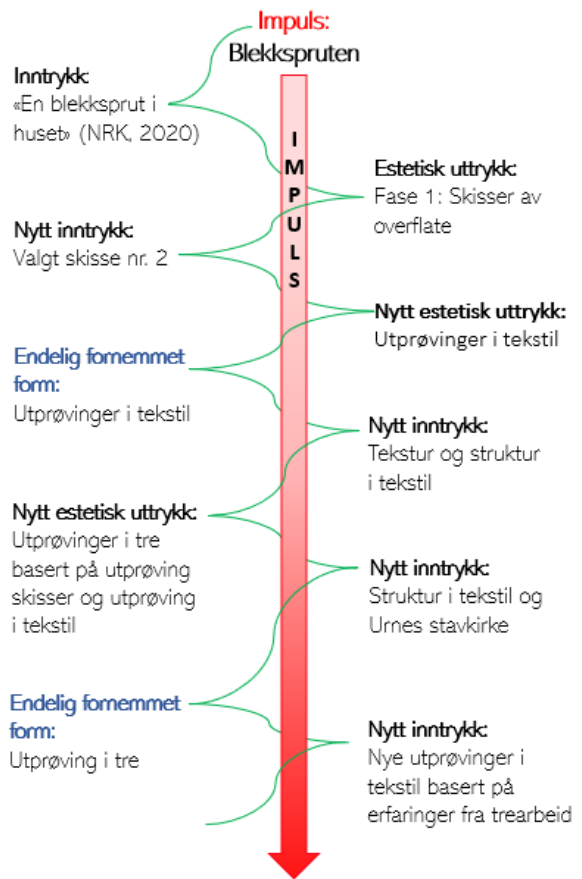 Impuls:
Blekkspruten
Inntrykk:
«En blekksprut i
huset» (NRK, 2020)
IMPULS
Estetisk uttrykk:
Fase 1: Skisser av
overflate
Nytt inntrykk:
Valgt skisse nr. 2
Nytt estetisk uttrykk:
Utprøvinger i tekstil
Endelig fornemmet
form:
Utprøvinger i tekstil
Nytt inntrykk:
Tekstur og struktur
i tekstil
Nytt estetisk uttrykk:
Utprøvinger i tre
basert på utprøving
skisser og utprøving
i tekstil
Nytt inntrykk:
Struktur i tekstil og
Urnes stavkirke
Endelig fornemmet
form:
Utprøving i tre
Nytt inntrykk:
Nye utprøvinger i
tekstil basert på
erfaringer fra trearbeid